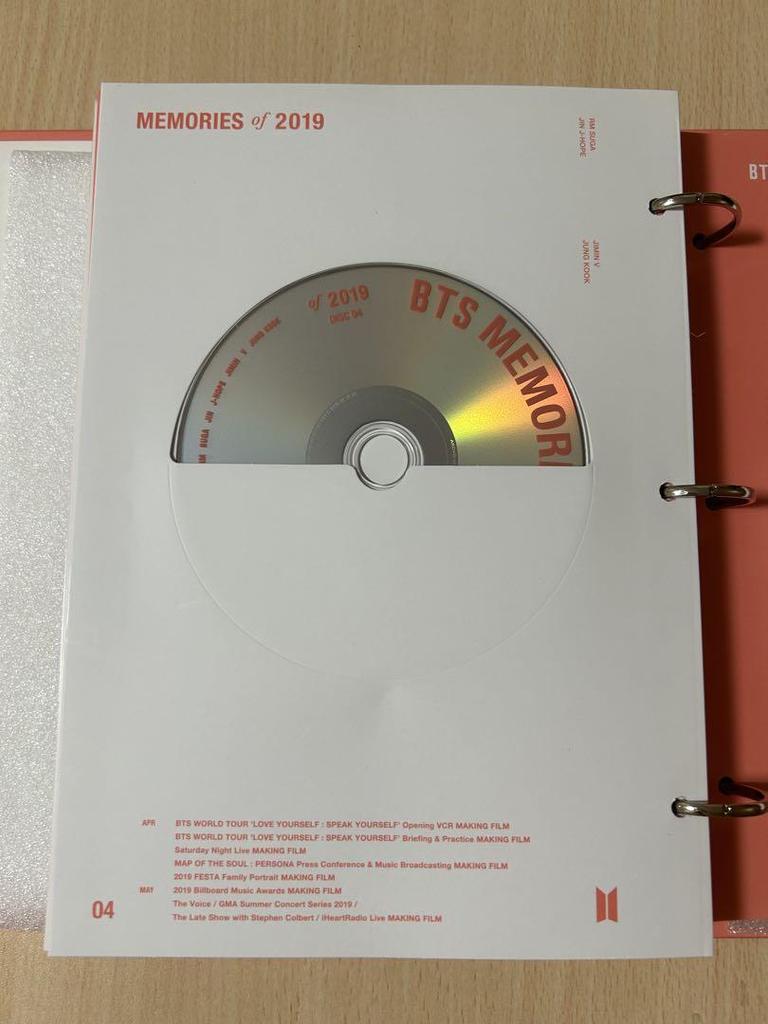 MEMORIES of 2019
RM SUGA
JIN J-HOPE
JIMIN V
JUNG KOOK
BT
of 2019
DISC 04
BTS MEMORI
SUGA JIN J-HOPE JIMIN V JUNG KOOK
APR BTS WORLD TOUR 'LOVE YOURSELF : SPEAK YOURSELF' Opening VCR MAKING FILM
BTS WORLD TOUR 'LOVE YOURSELF : SPEAK YOURSELF' Briefing & Practice MAKING FILM
Saturday Night Live MAKING FILM
MAP OF THE SOUL : PERSONA Press Conference & Music Broadcasting MAKING FILM
2019 FESTA Family Portrait MAKING FILM
MAY 2019 Billboard Music Awards MAKING FILM
The Voice / GMA Summer Concert Series 2019 /
The Late Show with Stephen Colbert / iHeartRadio Live MAKING FILM
04